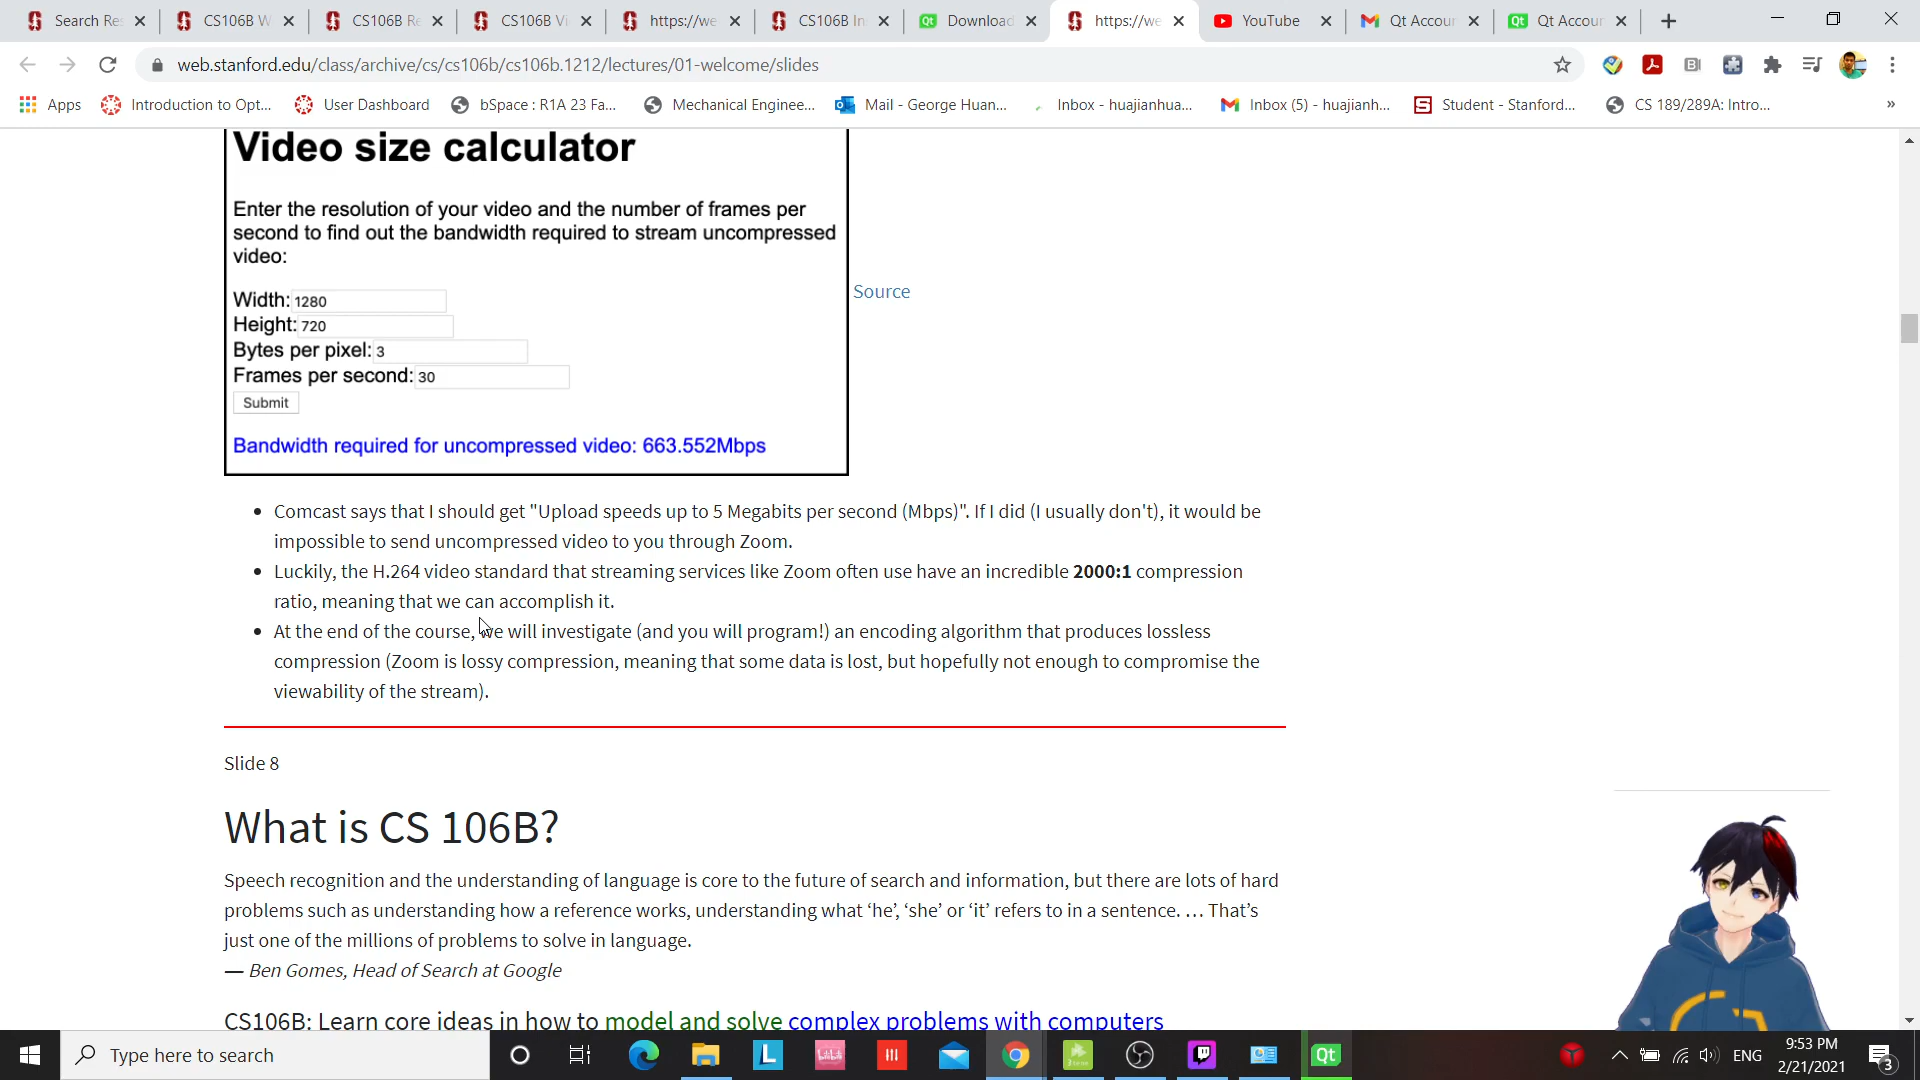 Search Res
CS106B W
CS106B Re
CS106B Vi
https://we
CS106B In
Download
https://we
YouTube
Qt Accoun
Qt Accoun
web.stanford.edu/class/archive/cs/cs106b/cs106b.1212/lectures/01-welcome/slides
Apps
Introduction to Opt...
User Dashboard
bSpace : R1A 23 Fa...
Mechanical Enginee...
Mail - George Huan...
Inbox - huajianhua...
Inbox (5) - huajianh...
Student - Stanford...
CS 189/289A: Intro...
»
Video size calculator
Enter the resolution of your video and the number of frames per
second to find out the bandwidth required to stream uncompressed
video:
Width: 1280
Height: 720
Bytes per pixel: 3
Frames per second: 30
Submit
Bandwidth required for uncompressed video: 663.552Mbps
Source
• Comcast says that I should get "Upload speeds up to 5 Megabits per second (Mbps)". If I did (I usually don't), it would be
impossible to send uncompressed video to you through Zoom.
• Luckily, the H.264 video standard that streaming services like Zoom often use have an incredible 2000:1 compression
ratio, meaning that we can accomplish it.
• At the end of the course, we will investigate (and you will program!) an encoding algorithm that produces lossless
compression (Zoom is lossy compression, meaning that some data is lost, but hopefully not enough to compromise the
viewability of the stream).
Slide 8
What is CS 106B?
Speech recognition and the understanding of language is core to the future of search and information, but there are lots of hard
problems such as understanding how a reference works, understanding what ‘he’, ‘she’ or ‘it’ refers to in a sentence. … That’s
just one of the millions of problems to solve in language.
— Ben Gomes, Head of Search at Google
CS106B: Learn core ideas in how to model and solve complex problems with computers
Type here to search
L
Qt
ENG
9:53 PM
2/21/2021
3